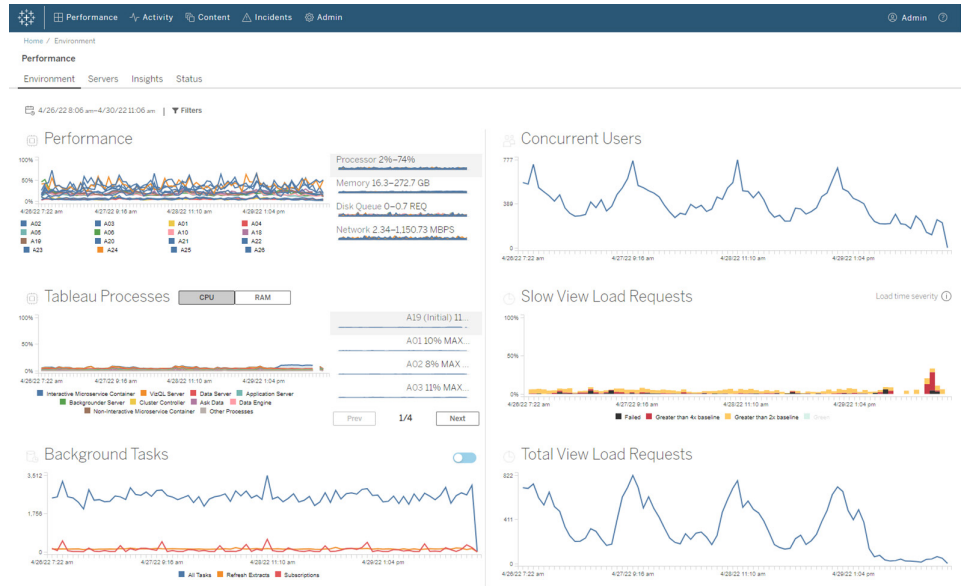 Performance Activity Content Incidents Admin Admin
Home / Environment
Performance
Environment Servers Insights Status
4/26/22 8:06 am–4/30/22 11:06 am | Filters
Performance
100%
50%
0%
4/26/22 7:22 am 4/27/22 9:16 am 4/28/22 11:10 am 4/29/22 1:04 pm
A02 A03 A01 A04
A05 A06 A10 A18
A19 A20 A21 A22
A23 A24 A25 A26
Processor 2%–74%
Memory 16.3–272.7 GB
Disk Queue 0–0.7 REQ
Network 2.34–1,150.73 MBPS
Concurrent Users
777
389
0
4/26/22 7:22 am 4/27/22 9:16 am 4/28/22 11:10 am 4/29/22 1:04 pm
Tableau Processes CPU RAM
100%
50%
0%
4/26/22 7:22 am 4/27/22 9:16 am 4/28/22 11:10 am 4/29/22 1:04 pm
Interactive Microservice Container VizQL Server Data Server Application Server
Backgrounder Server Cluster Controller Ask Data Data Engine
Non-Interactive Microservice Container Other Processes
A19 (Initial) 11...
A01 10% MAX...
A02 8% MAX...
A03 11% MAX...
Prev 1/4 Next
Slow View Load Requests Load time severity
100%
50%
0%
4/26/22 7:22 am 4/27/22 9:16 am 4/28/22 11:10 am 4/29/22 1:04 pm
Failed Greater than 4x baseline Greater than 2x baseline Green
Background Tasks
3,512
1,756
0
4/26/22 7:22 am 4/27/22 9:16 am 4/28/22 11:10 am 4/29/22 1:04 pm
All Tasks Refresh Extracts Subscriptions
Total View Load Requests
822
411
0
4/26/22 7:22 am 4/27/22 9:16 am 4/28/22 11:10 am 4/29/22 1:04 pm